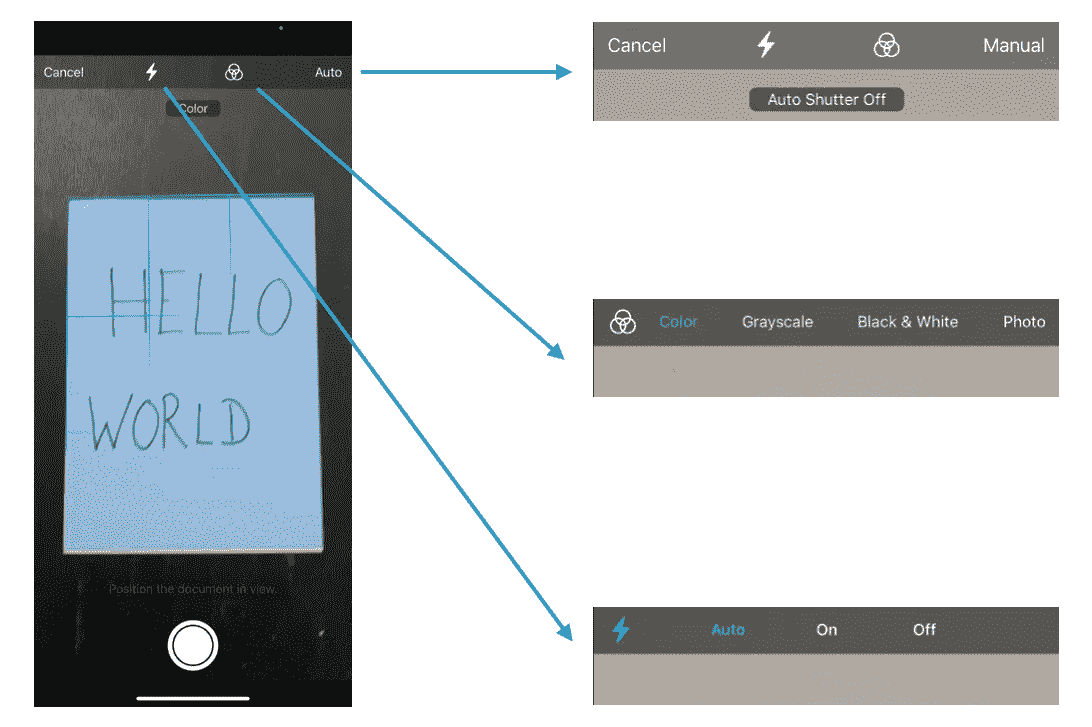 Cancel Auto
Color
HELLO
WORLD
Position the document in view.
Cancel Manual
Auto Shutter Off
Color Grayscale Black & White Photo
Auto On Off